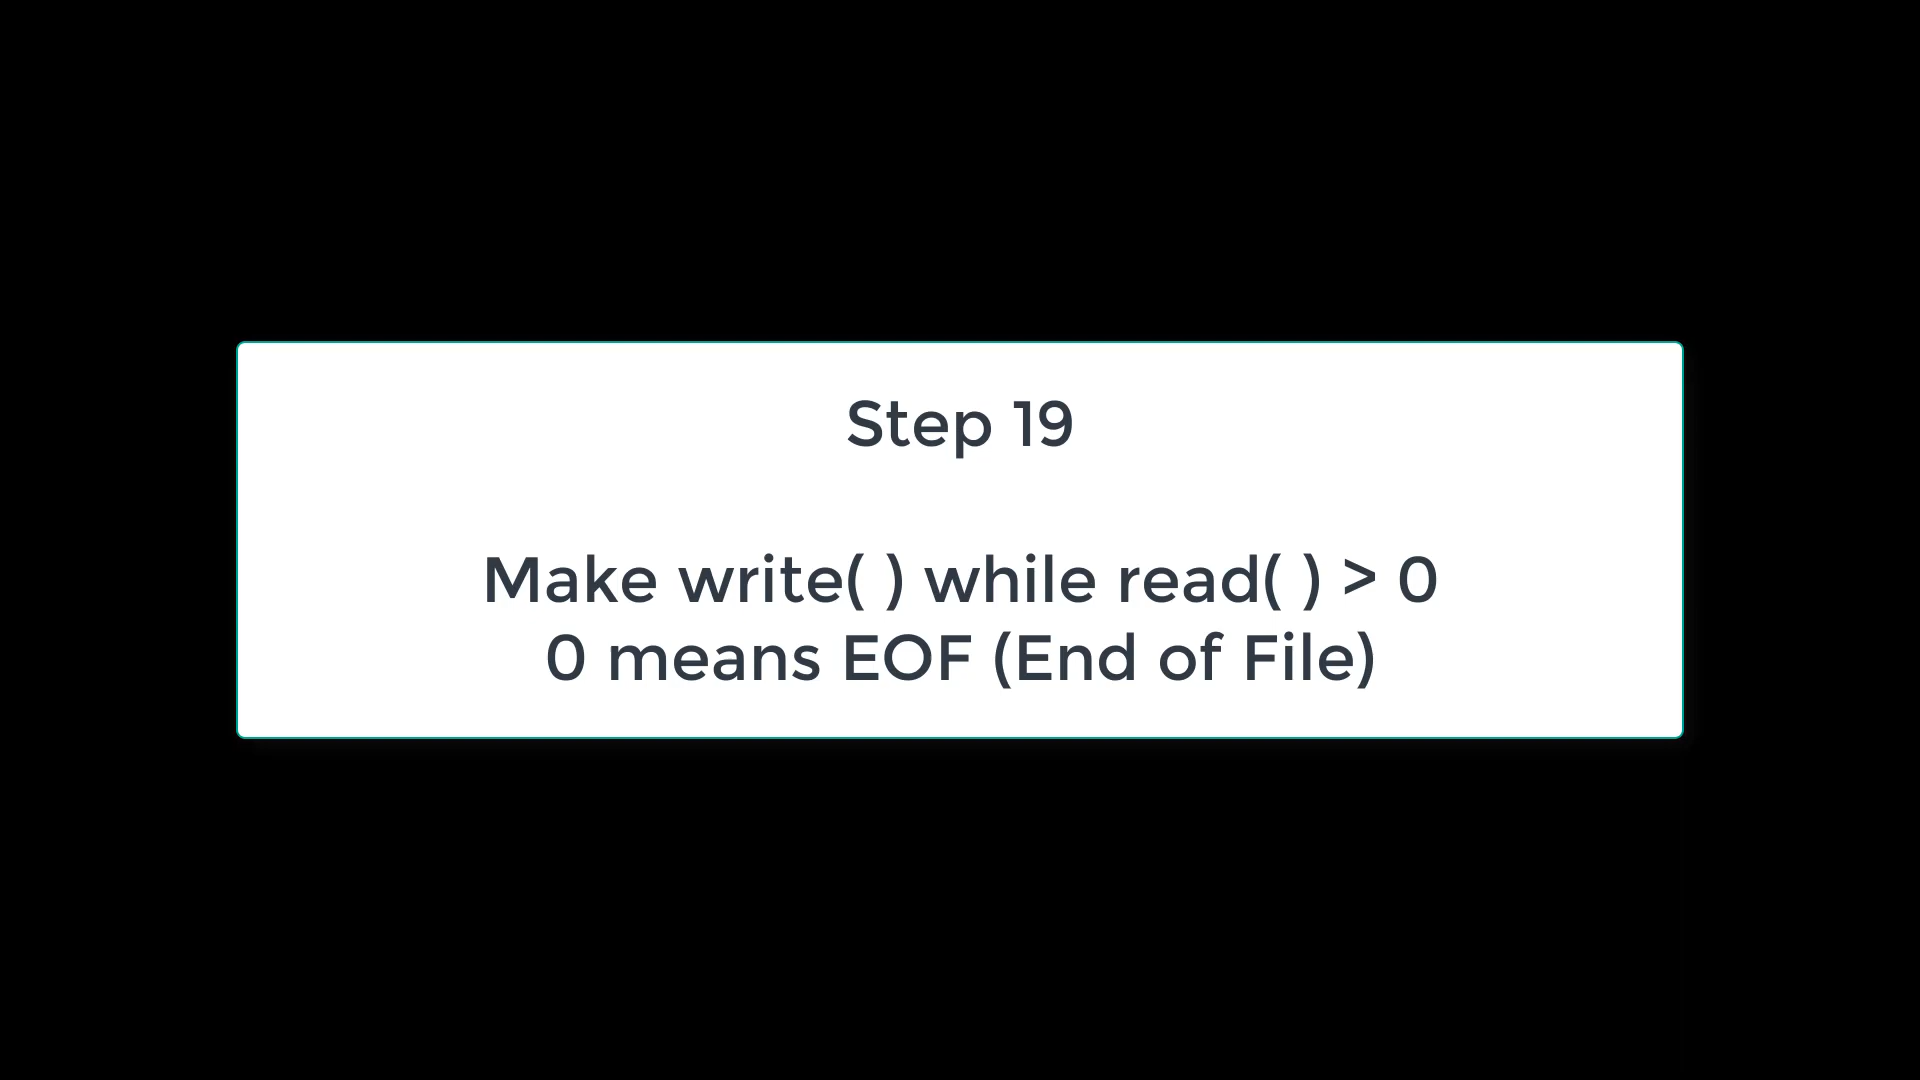 Step 19
Make write( ) while read( ) > 0
0 means EOF (End of File)